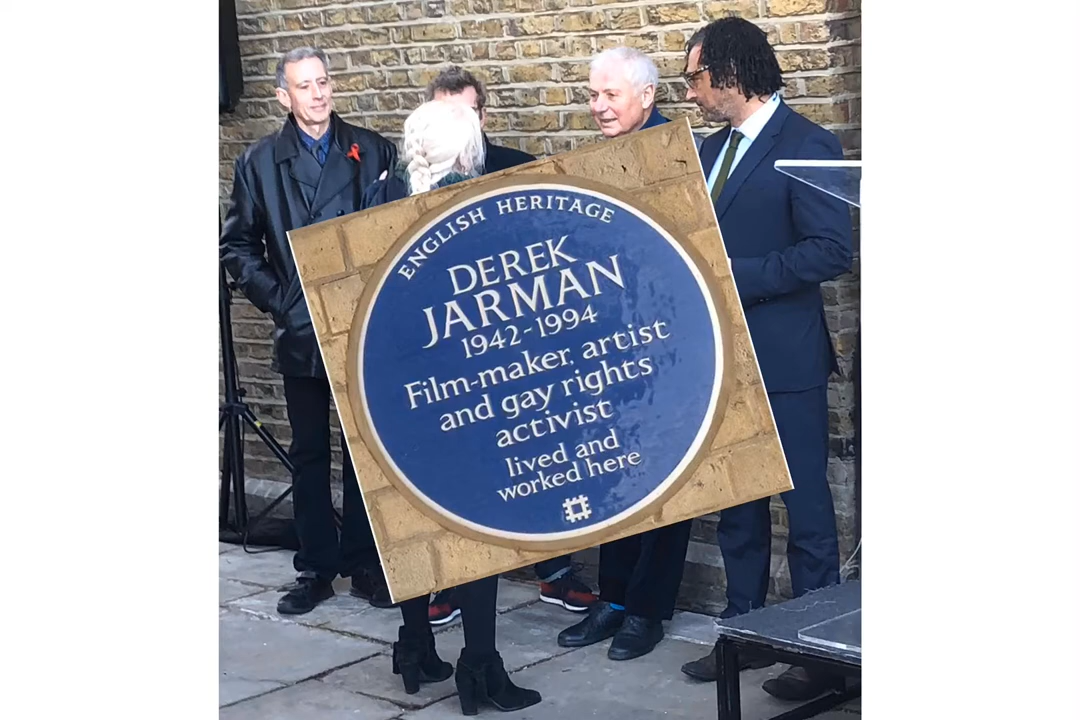 ENGLISH HERITAGE
DEREK
JARMAN
1942-1994
Film-maker, artist
and gay rights
activist
lived and
worked here